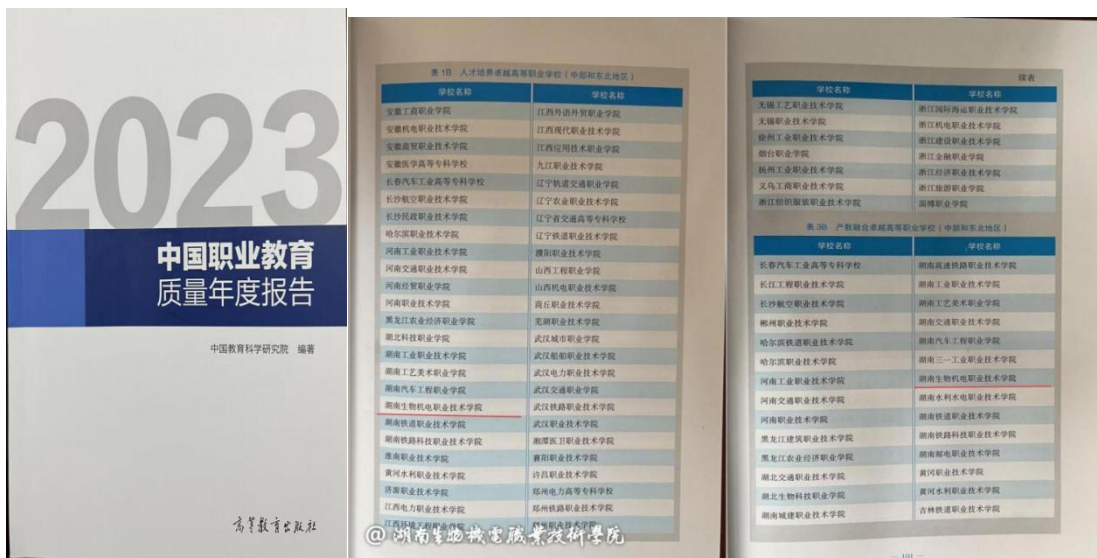 2023
中国职业教育
质量年度报告
中国教育科学研究院 编著
高等教育出版社
表 1B 人才培养卓越高等职业学校（中部和东北地区）
学校名称 学校名称
安徽工商职业学院 江西外语外贸职业学院
安徽机电职业技术学院 江西现代职业技术学院
安徽商贸职业技术学院 江西应用技术职业学院
安徽医学高等专科学校 九江职业技术学院
长春汽车工业高等专科学校 辽宁轨道交通职业学院
长沙航空职业技术学院 辽宁农业职业技术学院
长沙民政职业技术学院 辽宁省交通高等专科学校
哈尔滨职业技术学院 辽宁铁道职业技术学院
河南工业职业技术学院 濮阳职业技术学院
河南交通职业技术学院 山西工程职业学院
河南经贸职业学院 山西机电职业技术学院
河南职业技术学院 商丘职业技术学院
黑龙江农业经济职业学院 芜湖职业技术学院
湖北科技职业学院 武汉城市职业学院
湖南工业职业技术学院 武汉船舶职业技术学院
湖南工艺美术职业学院 武汉电力职业技术学院
湖南汽车工程职业学院 武汉交通职业学院
湖南生物机电职业技术学院 武汉铁路职业技术学院
湖南铁道职业技术学院 武汉职业技术学院
湖南铁路科技职业技术学院 湘潭医卫职业技术学院
淮南职业技术学院 襄阳职业技术学院
黄河水利职业技术学院 许昌职业技术学院
济源职业技术学院 郑州电力高等专科学校
江西电力职业技术学院 郑州铁路职业技术学院
江西环境工程职业学院
@湖南生物机电职业技术学院
续表
学校名称 学校名称
无锡工艺职业技术学院 浙江国际海运职业技术学院
无锡职业技术学院 浙江机电职业技术学院
徐州工业职业技术学院 浙江建设职业技术学院
烟台职业学院 浙江金融职业学院
扬州工业职业技术学院 浙江经济职业技术学院
义乌工商职业技术学院 浙江旅游职业学院
浙江纺织服装职业技术学院 淄博职业学院
表 3B 产教融合卓越高等职业学校（中部和东北地区）
学校名称 学校名称
长春汽车工业高等专科学校 湖南高速铁路职业技术学院
长江工程职业技术学院 湖南工业职业技术学院
长沙航空职业技术学院 湖南工艺美术职业学院
郴州职业技术学院 湖南交通职业技术学院
哈尔滨铁道职业技术学院 湖南汽车工程职业学院
哈尔滨职业技术学院 湖南三一工业职业技术学院
河南工业职业技术学院 湖南生物机电职业技术学院
河南交通职业技术学院 湖南水利水电职业技术学院
河南职业技术学院 湖南铁道职业技术学院
黑龙江建筑职业技术学院 湖南铁路科技职业技术学院
黑龙江农业经济职业学院 湖南邮电职业技术学院
湖北交通职业技术学院 黄冈职业技术学院
湖北生物科技职业学院 黄河水利职业技术学院
湖南城建职业技术学院 吉林铁道职业技术学院